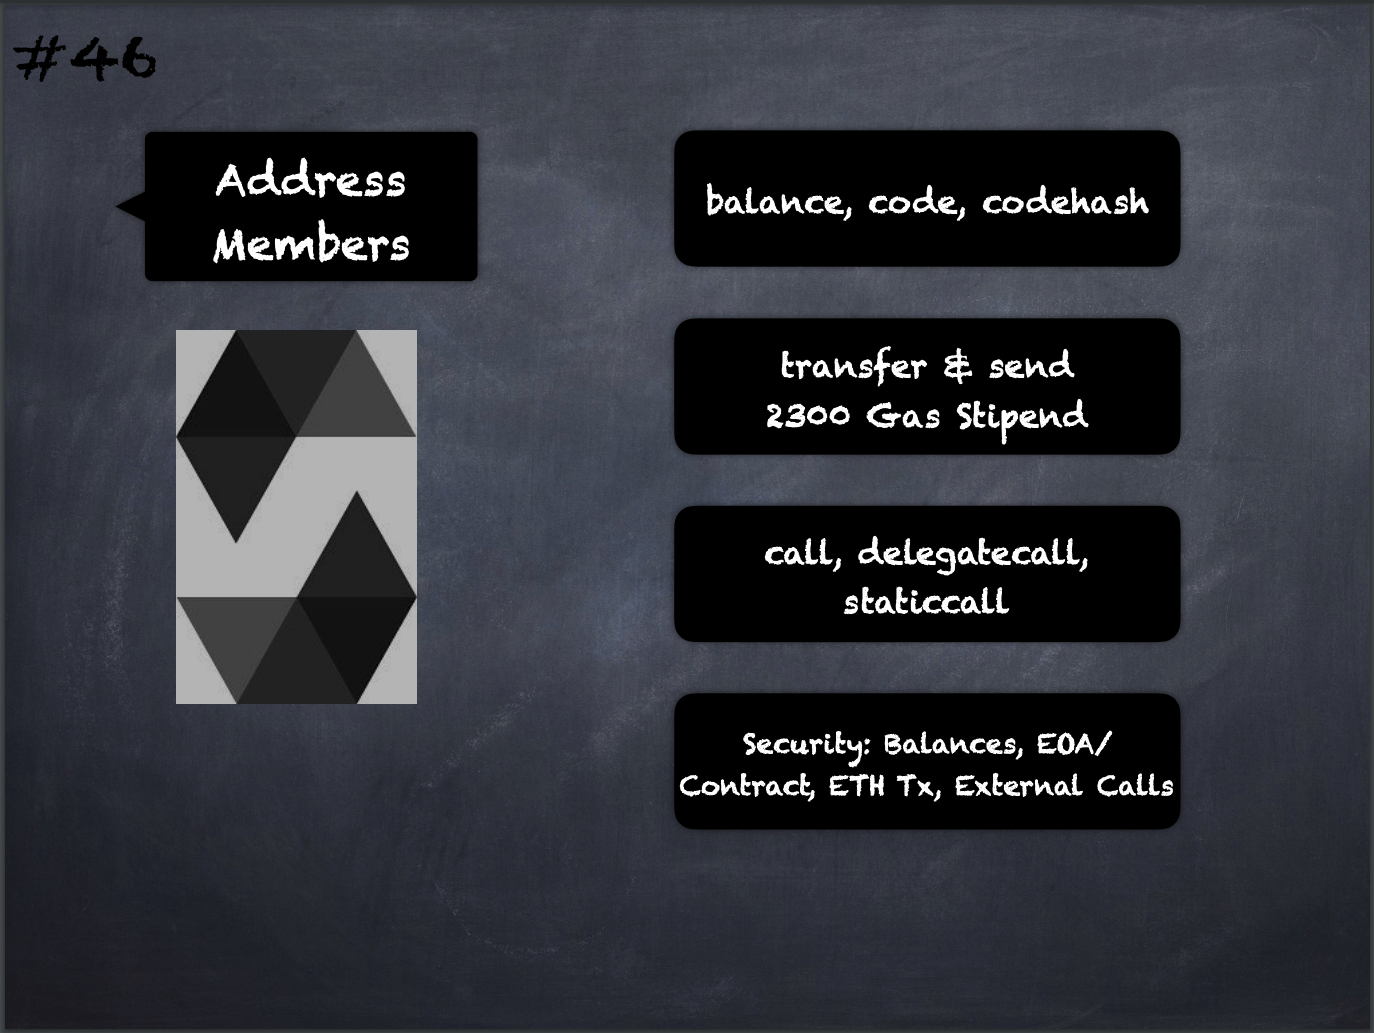 #46
Address
Members
balance, code, codehash
transfer & send
2300 Gas Stipend
call, delegatecall,
staticcall
Security: Balances, EOA/
Contract, ETH Tx, External Calls